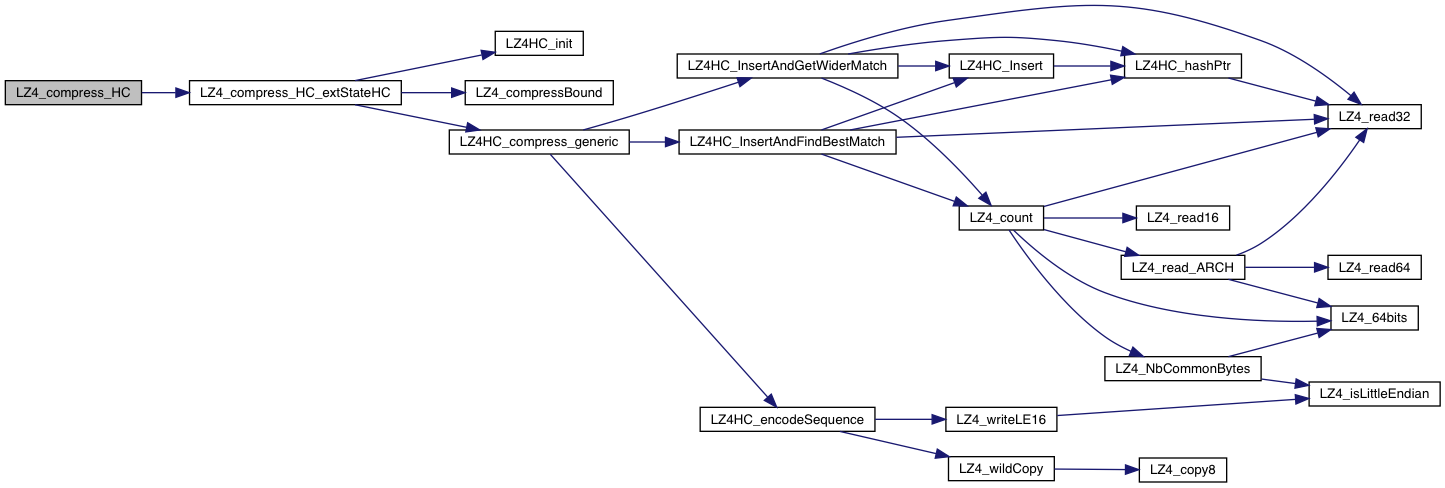 LZ4_compress_HC
LZ4_compress_HC_extStateHC
LZ4HC_init
LZ4_compressBound
LZ4HC_compress_generic
LZ4HC_InsertAndGetWiderMatch
LZ4HC_InsertAndFindBestMatch
LZ4HC_encodeSequence
LZ4HC_Insert
LZ4_count
LZ4_writeLE16
LZ4_wildCopy
LZ4HC_hashPtr
LZ4_read16
LZ4_read_ARCH
LZ4_NbCommonBytes
LZ4_copy8
LZ4_read32
LZ4_read64
LZ4_64bits
LZ4_isLittleEndian